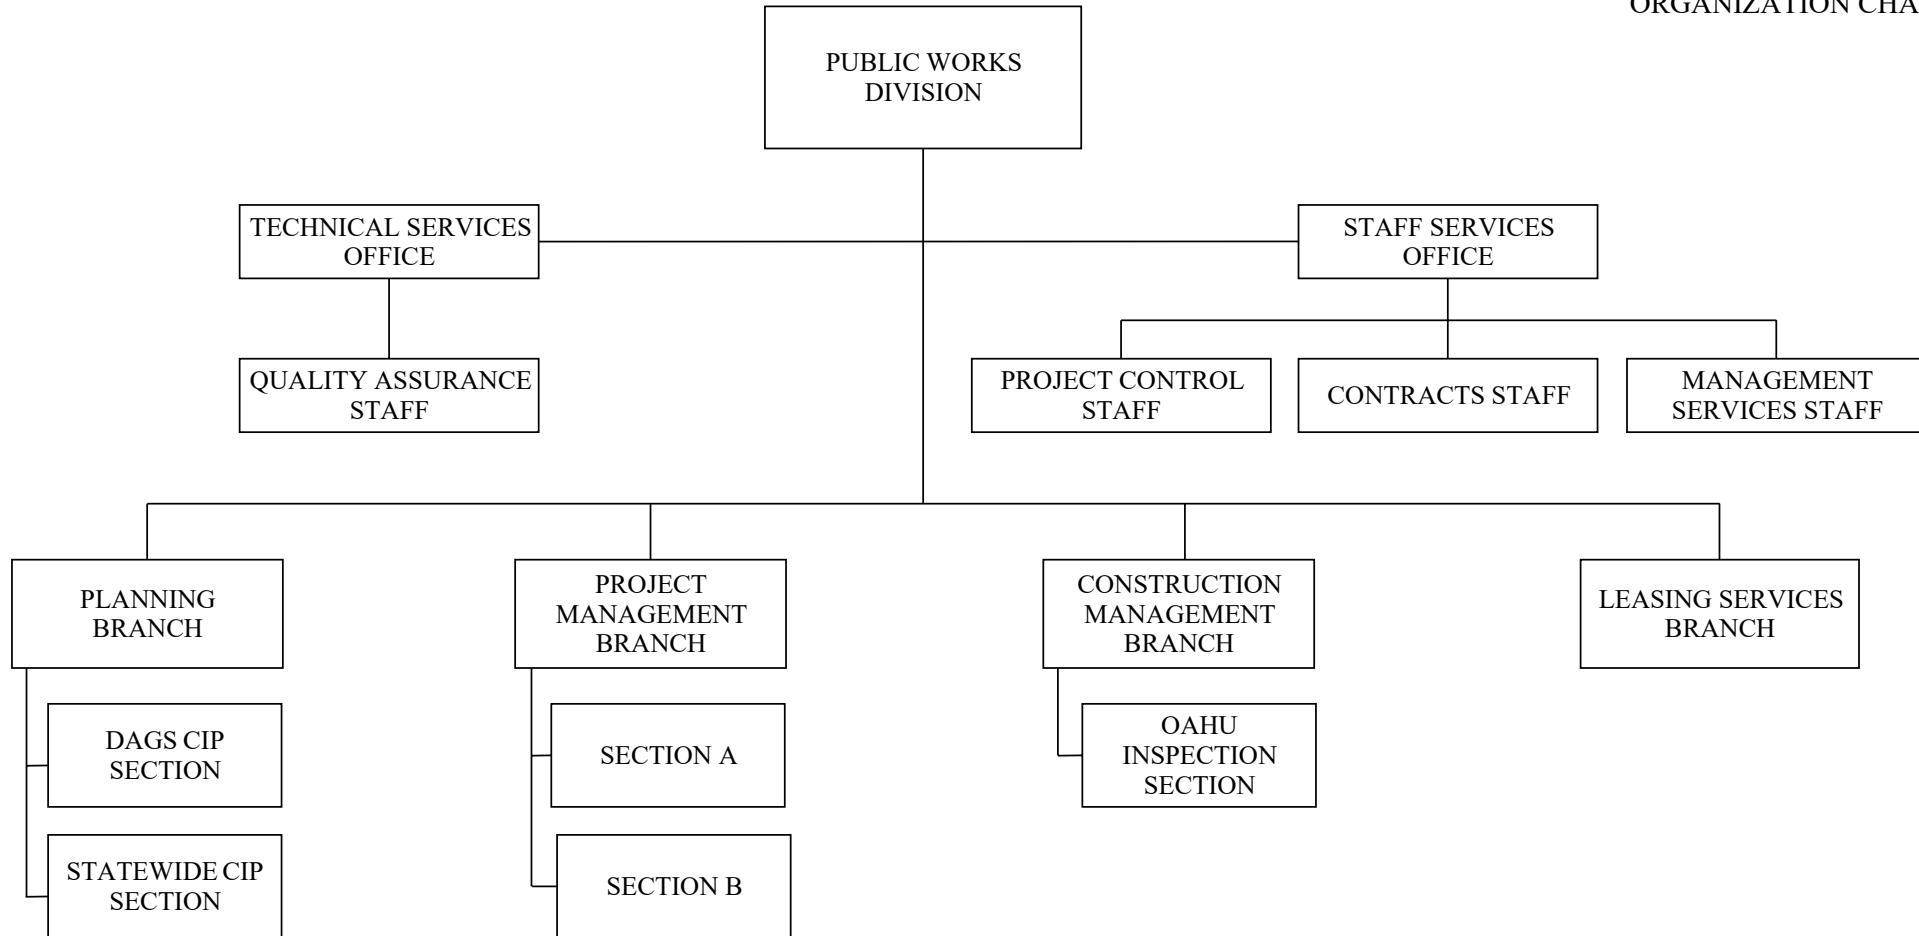 ORGANIZATION CHA
PUBLIC WORKS
DIVISION
TECHNICAL SERVICES
OFFICE
STAFF SERVICES
OFFICE
QUALITY ASSURANCE
STAFF
PROJECT CONTROL
STAFF
CONTRACTS STAFF
MANAGEMENT
SERVICES STAFF
PLANNING
BRANCH
PROJECT
MANAGEMENT
BRANCH
CONSTRUCTION
MANAGEMENT
BRANCH
LEASING SERVICES
BRANCH
DAGS CIP
SECTION
SECTION A
OAHU
INSPECTION
SECTION
STATEWIDE CIP
SECTION
SECTION B